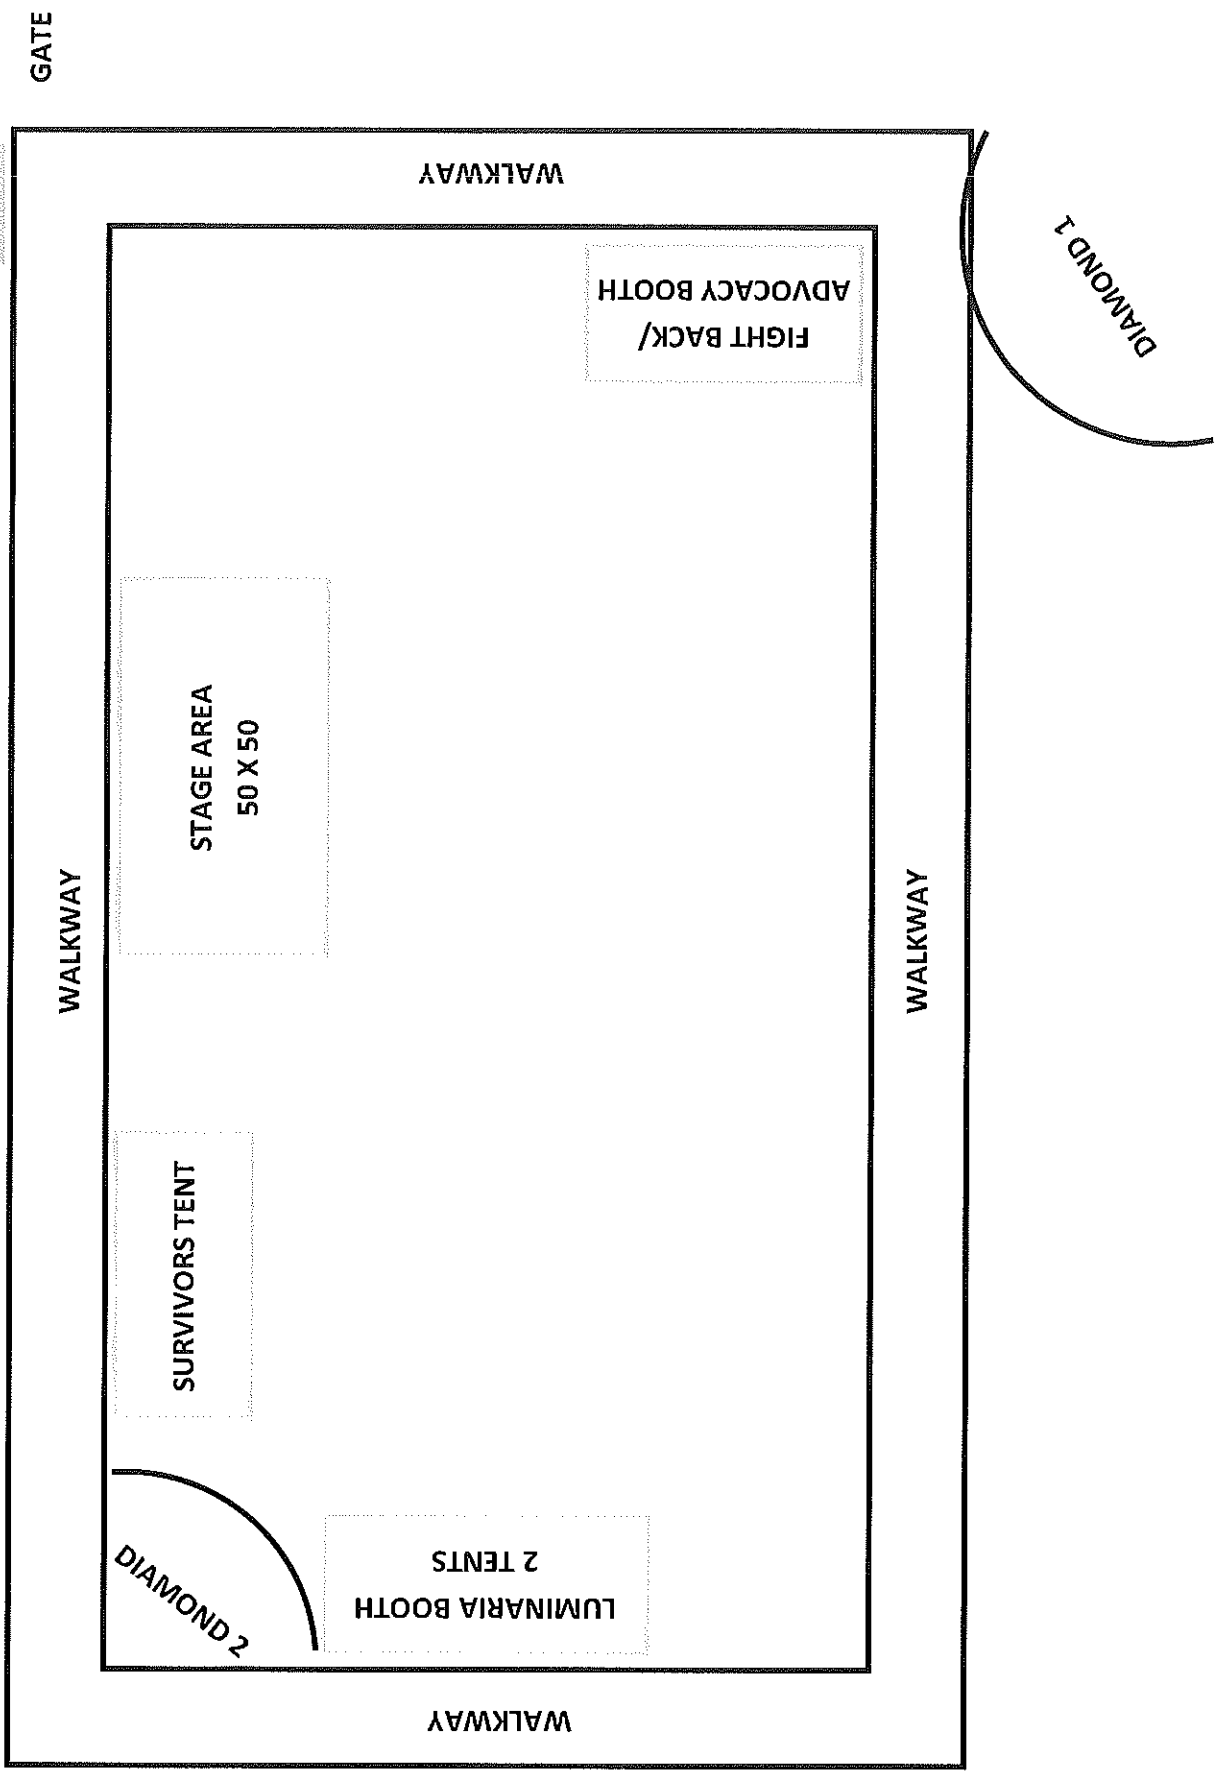 GATE
WALKWAY
FIGHT BACK/
ADVOCACY BOOTH
DIAMOND 1
STAGE AREA
50 X 50
WALKWAY
WALKWAY
SURVIVORS TENT
DIAMOND 2
LUMINARIA BOOTH
2 TENTS
WALKWAY